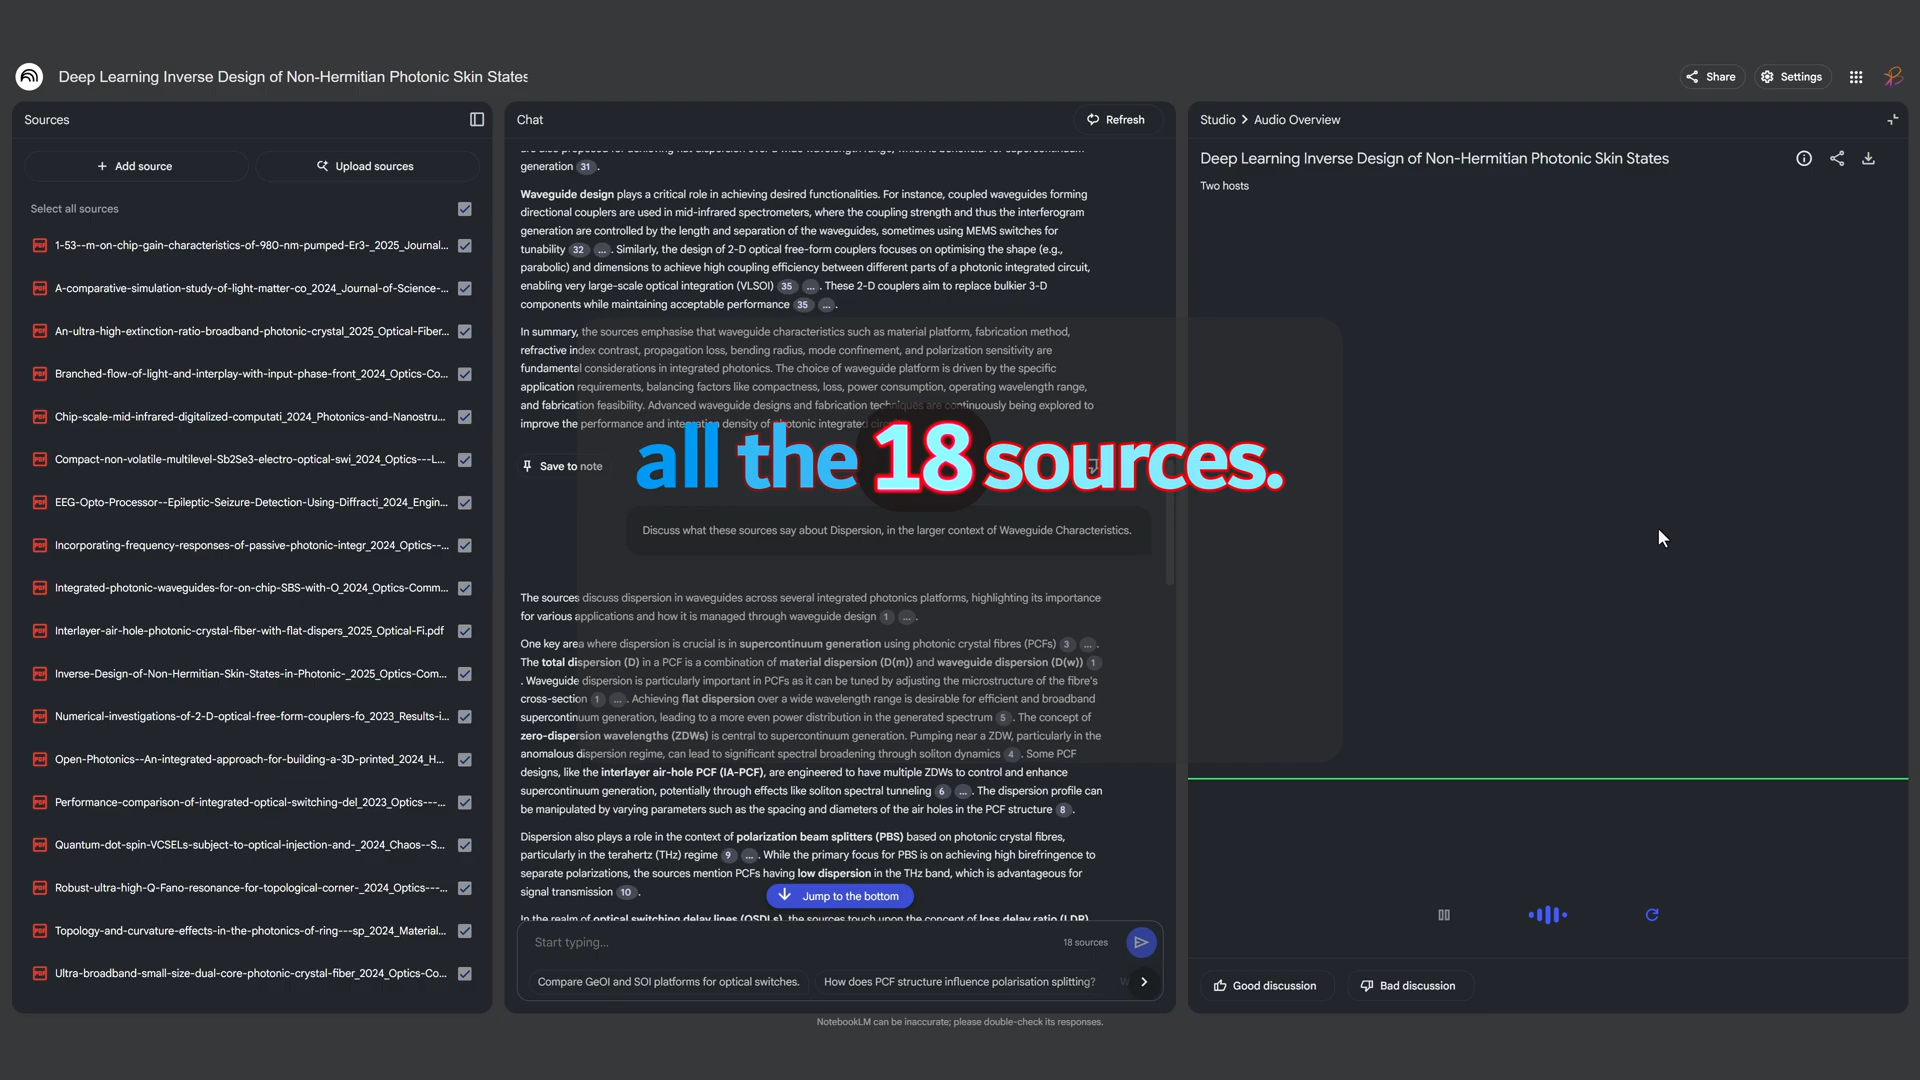 Deep Learning Inverse Design of Non-Hermitian Photonic Skin States
Share
Settings
Sources
Add source
Upload sources
Select all sources
1-53--m-on-chip-gain-characteristics-of-980-nm-pumped-Er3-_2025_Journal...
A-comparative-simulation-study-of-light-matter-co_2024_Journal-of-Science-...
An-ultra-high-extinction-ratio-broadband-photonic-crystal_2025_Optical-Fiber...
Branched-flow-of-light-and-interplay-with-input-phase-front_2024_Optics-Co...
Chip-scale-mid-infrared-digitalized-computati_2024_Photonics-and-Nanostru...
Compact-non-volatile-multilevel-Sb2Se3-electro-optical-swi_2024_Optics---L...
EEG-Opto-Processor--Epileptic-Seizure-Detection-Using-Diffracti_2024_Engin...
Incorporating-frequency-responses-of-passive-photonic-integr_2024_Optics--...
Integrated-photonic-waveguides-for-on-chip-SBS-with-O_2024_Optics-Comm...
Interlayer-air-hole-photonic-crystal-fiber-with-flat-dispers_2025_Optical-Fi.pdf
Inverse-Design-of-Non-Hermitian-Skin-States-in-Photonic-_2025_Optics-Com...
Numerical-investigations-of-2-D-optical-free-form-couplers-fo_2023_Results-i...
Open-Photonics--An-integrated-approach-for-building-a-3D-printed_2024_H...
Performance-comparison-of-integrated-optical-switching-del_2023_Optics---...
Quantum-dot-spin-VCSELs-subject-to-optical-injection-and-_2024_Chaos--S...
Robust-ultra-high-Q-Fano-resonance-for-topological-corner-_2024_Optics---...
Topology-and-curvature-effects-in-the-photonics-of-ring---sp_2024_Material...
Ultra-broadband-small-size-dual-core-photonic-crystal-fiber_2024_Optics-Co...
Chat
Refresh
generation 31 .
Waveguide design plays a critical role in achieving desired functionalities. For instance, coupled waveguides forming
directional couplers are used in mid-infrared spectrometers, where the coupling strength and thus the interferogram
generation are controlled by the length and separation of the waveguides, sometimes using MEMS switches for
tunability 32 ... . Similarly, the design of 2-D optical free-form couplers focuses on optimising the shape (e.g.,
parabolic) and dimensions to achieve high coupling efficiency between different parts of a photonic integrated circuit,
enabling very large-scale optical integration (VLSOI) 35 ... . These 2-D couplers aim to replace bulkier 3-D
components while maintaining acceptable performance 35 ... .
In summary, the sources emphasise that waveguide characteristics such as material platform, fabrication method,
refractive index contrast, propagation loss, bending radius, mode confinement, and polarization sensitivity are
fundamental considerations in integrated photonics. The choice of waveguide platform is driven by the specific
application requirements, balancing factors like compactness, loss, power consumption, operating wavelength range,
and fabrication feasibility. Advanced waveguide designs and fabrication techniques are continuously being explored to
improve the performance and integration density of photonic integrated
Save to note
all the 18 sources.
Discuss what these sources say about Dispersion, in the larger context of Waveguide Characteristics.
The sources discuss dispersion in waveguides across several integrated photonics platforms, highlighting its importance
for various applications and how it is managed through waveguide design 1 ... .
One key area where dispersion is crucial is in supercontinuum generation using photonic crystal fibres (PCFs) 3 ... .
The total dispersion (D) in a PCF is a combination of material dispersion (D(m)) and waveguide dispersion (D(w)) 1
. Waveguide dispersion is particularly important in PCFs as it can be tuned by adjusting the microstructure of the fibre's
cross-section 1 ... . Achieving flat dispersion over a wide wavelength range is desirable for efficient and broadband
supercontinuum generation, leading to a more even power distribution in the generated spectrum 5 . The concept of
zero-dispersion wavelengths (ZDWs) is central to supercontinuum generation. Pumping near a ZDW, particularly in the
anomalous dispersion regime, can lead to significant spectral broadening through soliton dynamics 4 . Some PCF
designs, like the interlayer air-hole PCF (IA-PCF), are engineered to have multiple ZDWs to control and enhance
supercontinuum generation, potentially through effects like soliton spectral tunneling 6 ... . The dispersion profile can
be manipulated by varying parameters such as the spacing and diameters of the air holes in the PCF structure 8 .
Dispersion also plays a role in the context of polarization beam splitters (PBS) based on photonic crystal fibres,
particularly in the terahertz (THz) regime 9 ... . While the primary focus for PBS is on achieving high birefringence to
separate polarizations, the sources mention PCFs having low dispersion in the THz band, which is advantageous for
signal transmission 10 .
Jump to the bottom
In the realm of optical switching delay lines (OSDLs), the sources touch upon the concept of loss delay ratio (LDR)
Start typing...
18 sources
Compare GeOI and SOI platforms for optical switches.
How does PCF structure influence polarisation splitting?
W
NotebookLM can be inaccurate; please double-check its responses.
Studio > Audio Overview
Deep Learning Inverse Design of Non-Hermitian Photonic Skin States
Two hosts
Good discussion
Bad discussion